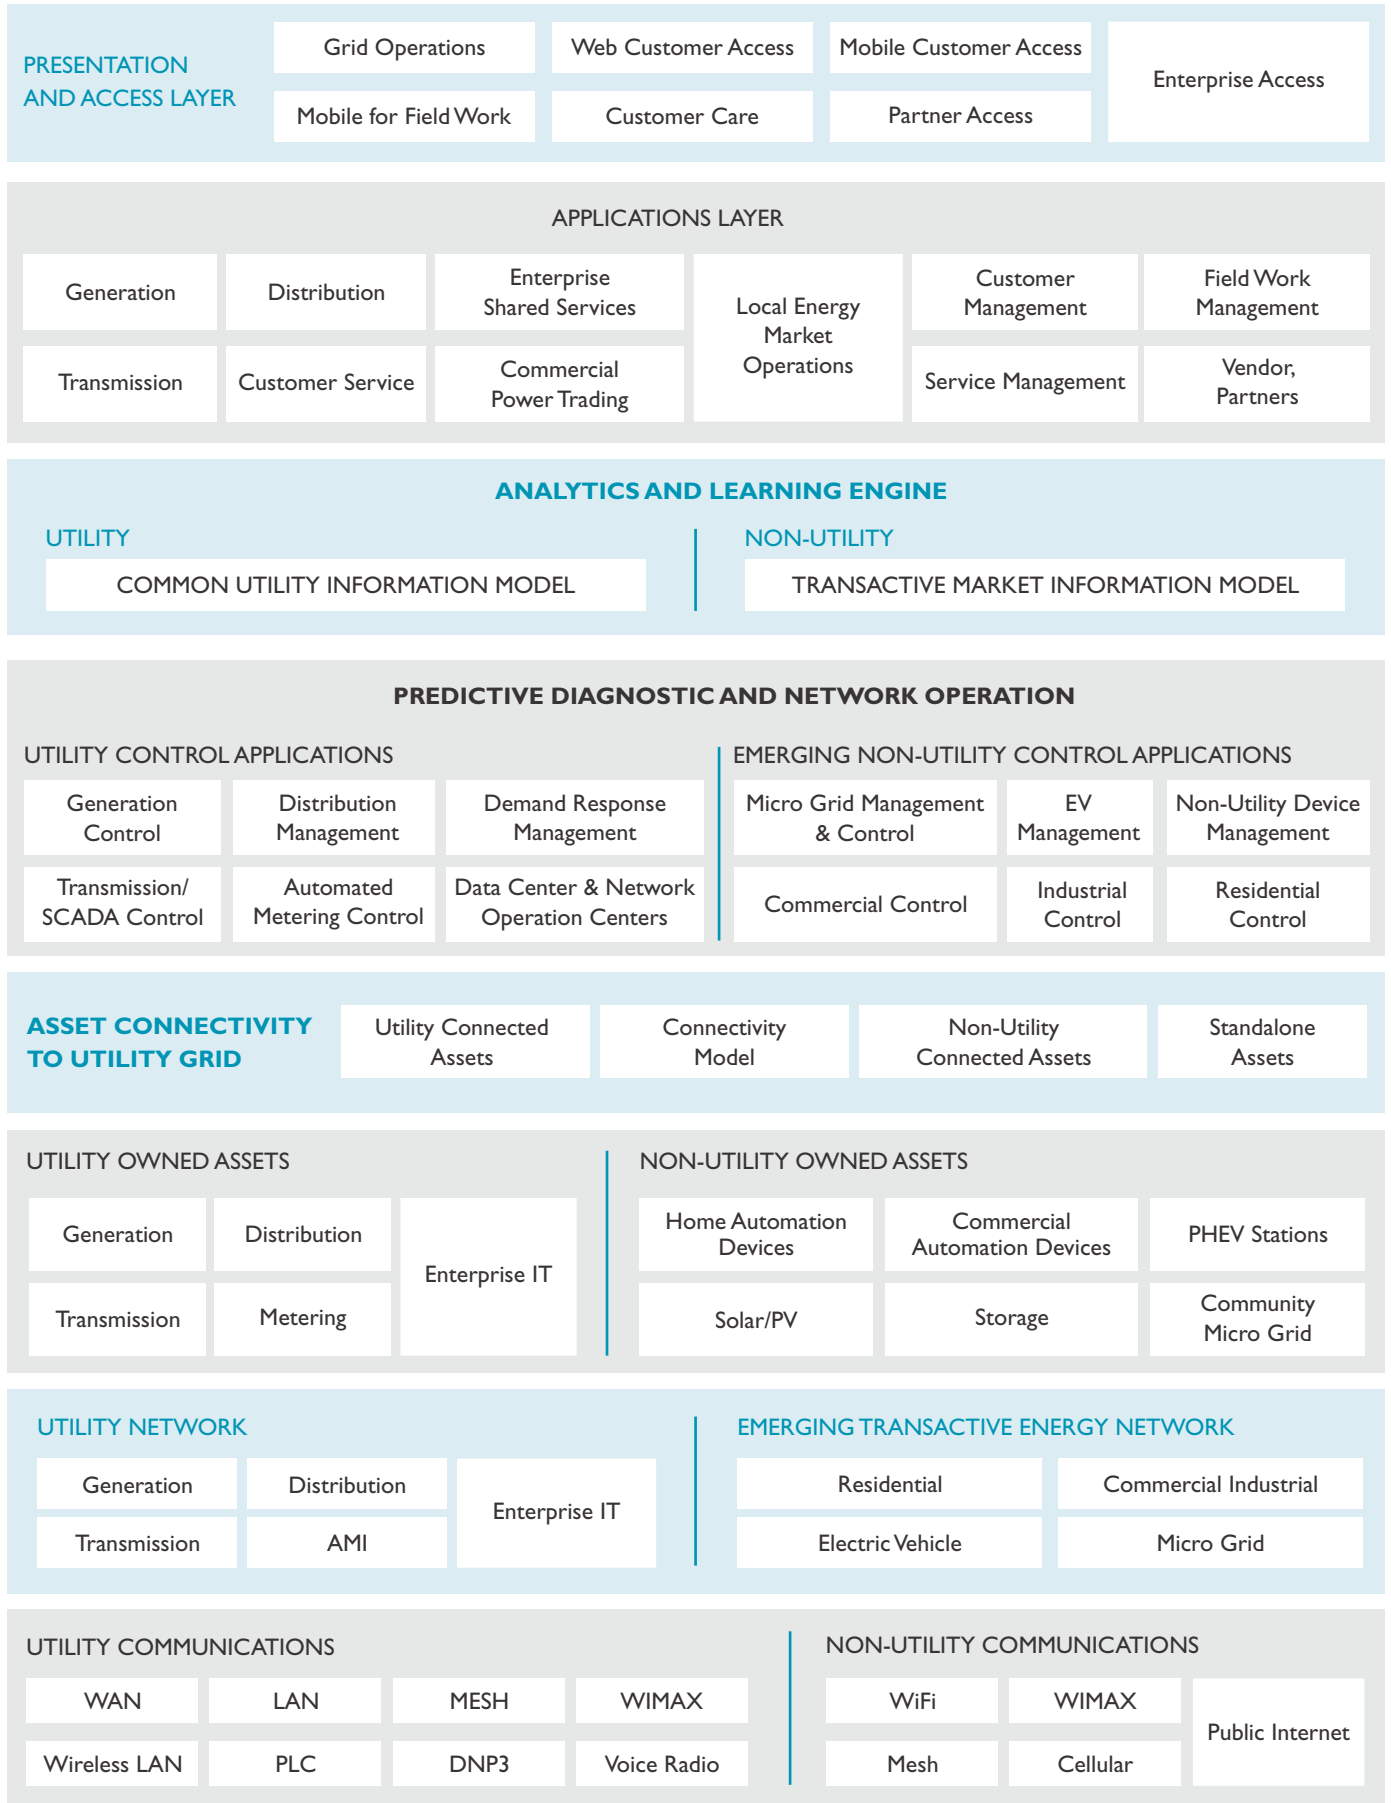 PRESENTATION
AND ACCESS LAYER
Grid Operations
Web Customer Access
Mobile Customer Access
Enterprise Access
Mobile for Field Work
Customer Care
Partner Access
APPLICATIONS LAYER
Generation
Distribution
Enterprise
Shared Services
Local Energy
Market
Operations
Customer
Management
Field Work
Management
Transmission
Customer Service
Commercial
Power Trading
Service Management
Vendor,
Partners
ANALYTICS AND LEARNING ENGINE
UTILITY
COMMON UTILITY INFORMATION MODEL
NON-UTILITY
TRANSACTIVE MARKET INFORMATION MODEL
PREDICTIVE DIAGNOSTIC AND NETWORK OPERATION
UTILITY CONTROL APPLICATIONS
Generation
Control
Distribution
Management
Demand Response
Management
Transmission/
SCADA Control
Automated
Metering Control
Data Center & Network
Operation Centers
EMERGING NON-UTILITY CONTROL APPLICATIONS
Micro Grid Management
& Control
EV
Management
Non-Utility Device
Management
Commercial Control
Industrial
Control
Residential
Control
ASSET CONNECTIVITY
TO UTILITY GRID
Utility Connected
Assets
Connectivity
Model
Non-Utility
Connected Assets
Standalone
Assets
UTILITY OWNED ASSETS
Generation
Distribution
Enterprise IT
Transmission
Metering
NON-UTILITY OWNED ASSETS
Home Automation
Devices
Commercial
Automation Devices
PHEV Stations
Solar/PV
Storage
Community
Micro Grid
UTILITY NETWORK
Generation
Distribution
Enterprise IT
Transmission
AMI
EMERGING TRANSACTIVE ENERGY NETWORK
Residential
Commercial Industrial
Electric Vehicle
Micro Grid
UTILITY COMMUNICATIONS
WAN
LAN
MESH
WIMAX
Wireless LAN
PLC
DNP3
Voice Radio
NON-UTILITY COMMUNICATIONS
WiFi
WIMAX
Public Internet
Mesh
Cellular